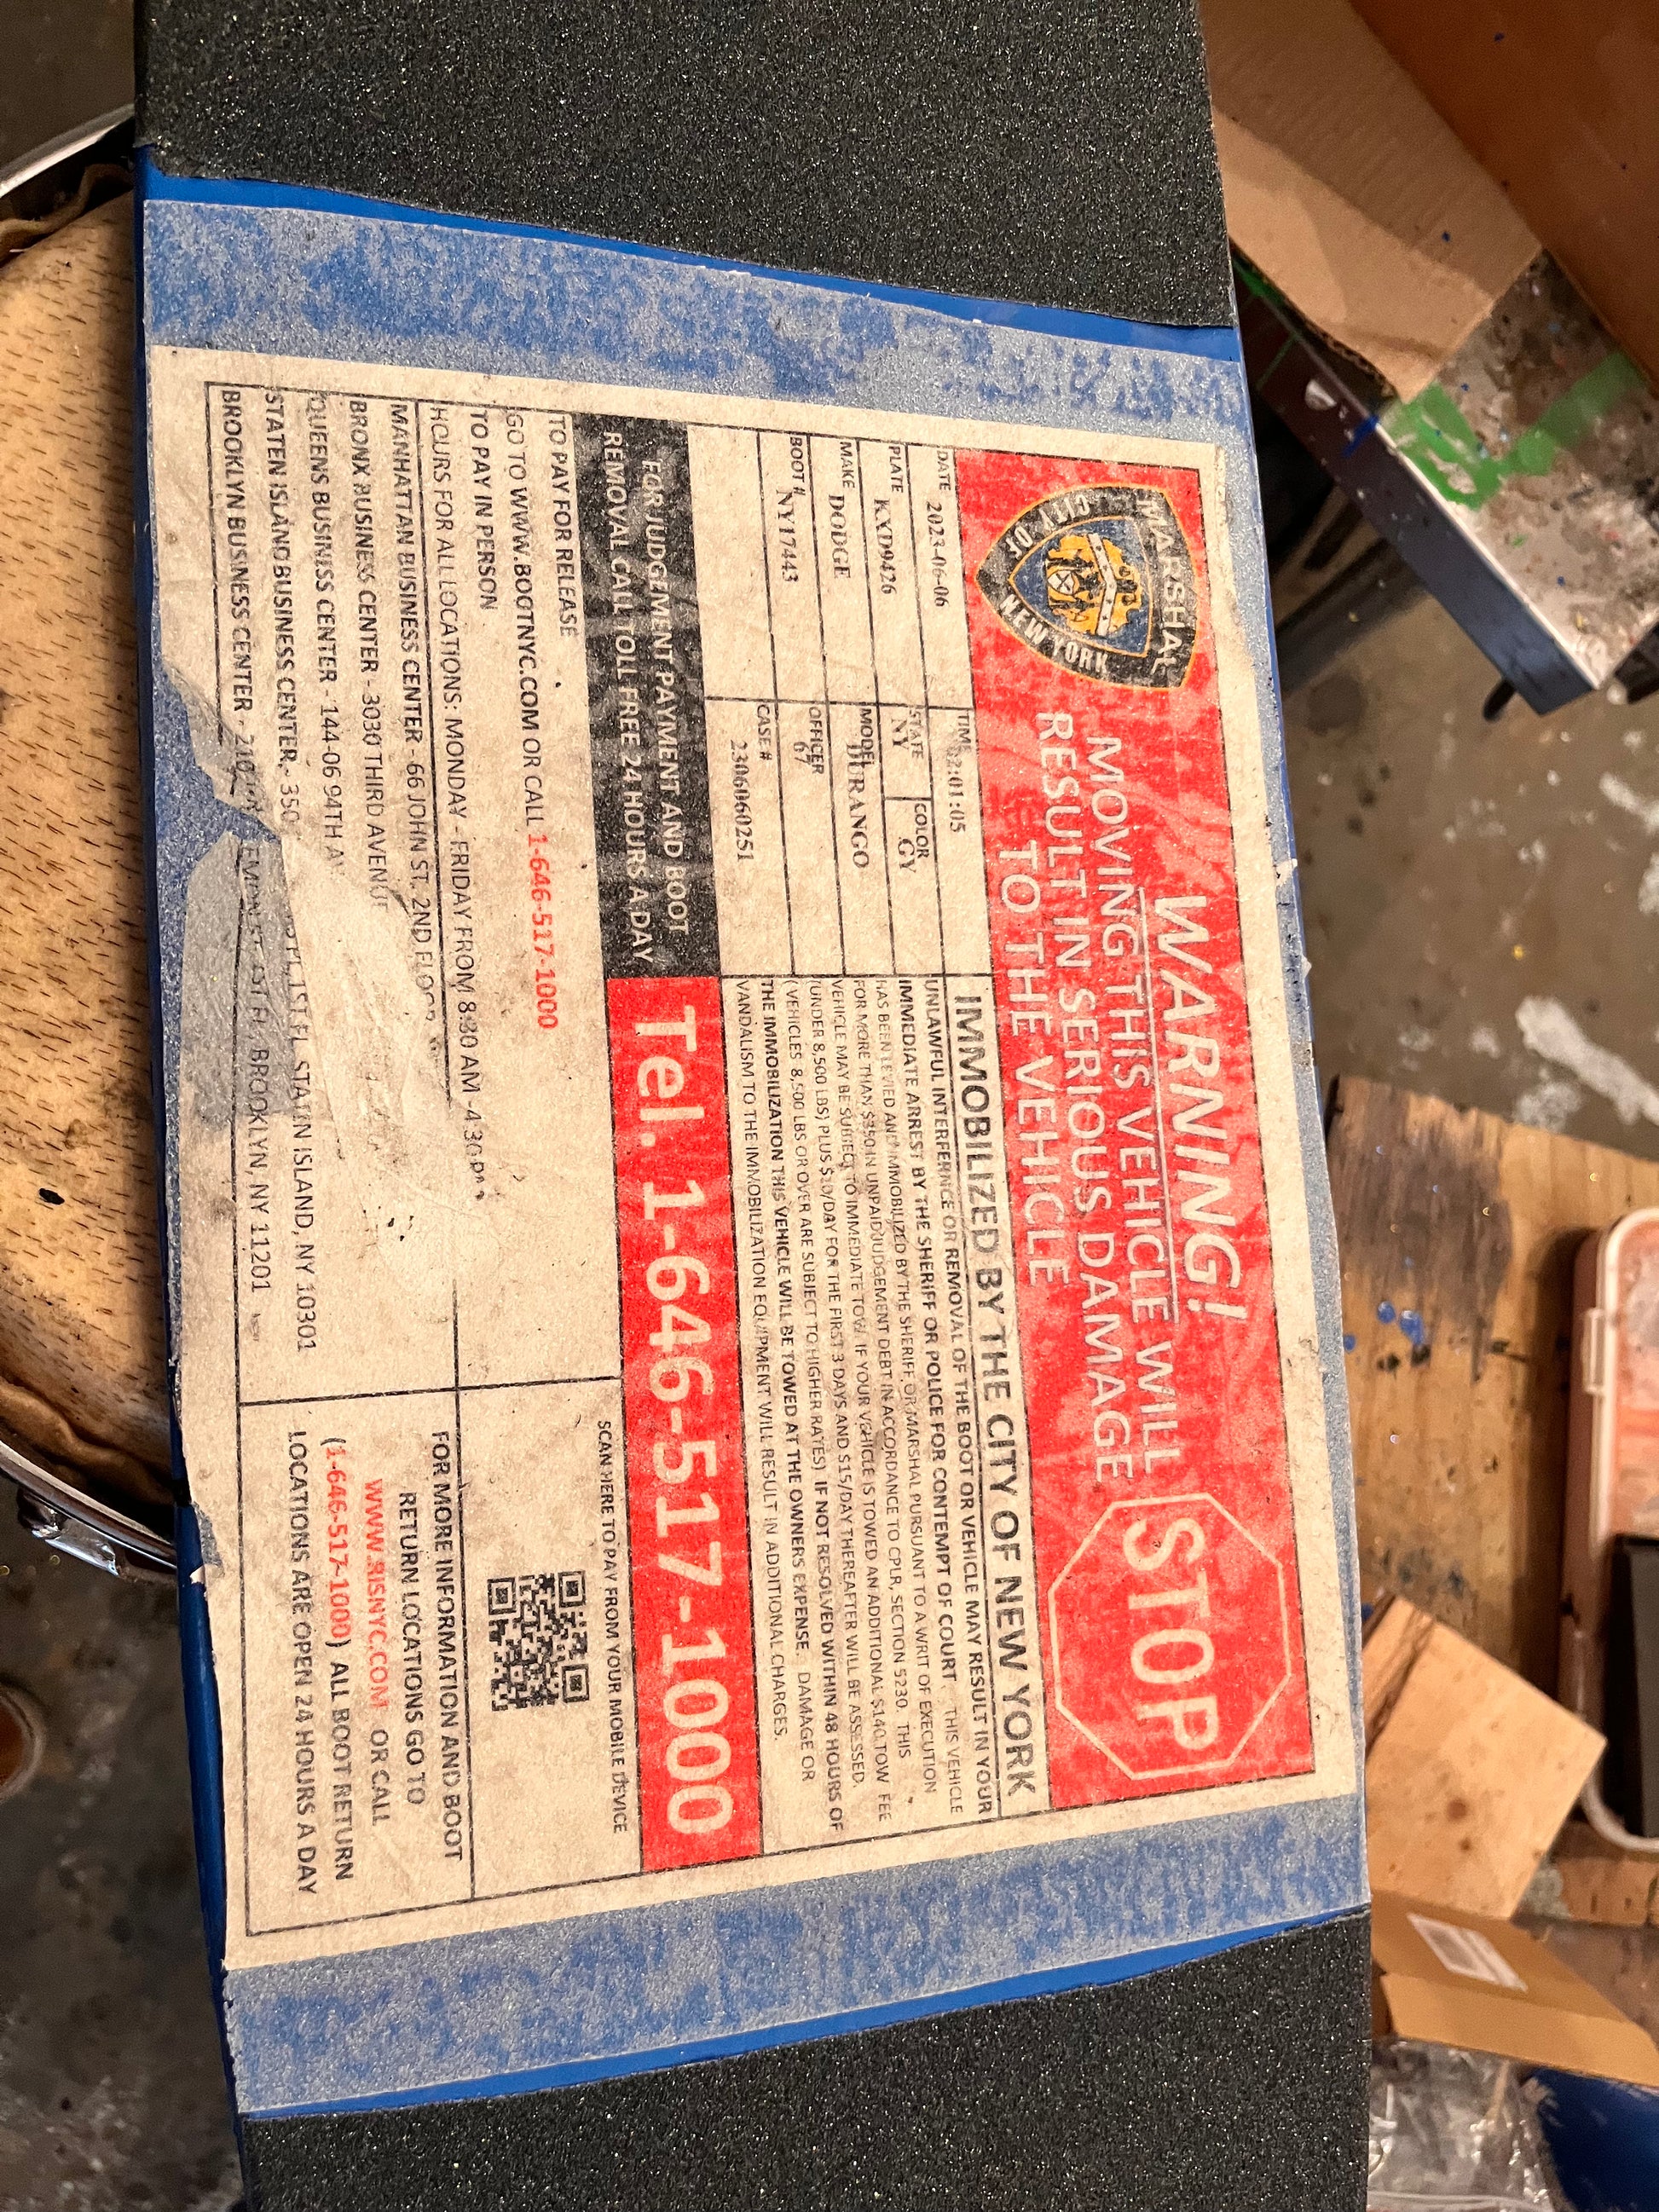 MARSHAL
CITY OF NEW YORK
WARNING!
MOVING THIS VEHICLE WILL
RESULT IN SERIOUS DAMAGE
TO THE VEHICLE
STOP
DATE 2023-06-06
TIME :01:05
PLATE KXD9426
STATE NY
COLOR GY
MAKE DODGE
MODEL DURANGO
BOOT # NY17443
OFFICER 67
CASE # 2306060251
IMMOBILIZED BY THE CITY OF NEW YORK
UNLAWFUL INTERFERNCE OR REMOVAL OF THE BOOT OR VEHICLE MAY RESULT IN YOUR
IMMEDIATE ARREST BY THE SHERIFF OR POLICE FOR CONTEMPT OF COURT. THIS VEHICLE
HAS BEEN LEVIED AND IMMOBILIZED BY THE SHERIFF OR MARSHAL PURSUANT TO A WRIT OF EXECUTION
FOR MORE THAN $350 IN UNPAID JUDGEMENT DEBT IN ACCORDANCE TO CPLR, SECTION 5230. THIS
VEHICLE MAY BE SUBJECT TO IMMEDIATE TOW. IF YOUR VEHICLE IS TOWED AN ADDITIONAL $140 TOW FEE
(UNDER 8,500 LBS) PLUS $10/DAY FOR THE FIRST 3 DAYS AND $15/DAY THEREAFTER WILL BE ASSESSED.
(VEHICLES 8,500 LBS OR OVER ARE SUBJECT TO HIGHER RATES) IF NOT RESOLVED WITHIN 48 HOURS OF
THE IMMOBILIZATION THIS VEHICLE WILL BE TOWED AT THE OWNERS EXPENSE. DAMAGE OR
VANDALISM TO THE IMMOBILIZATION EQUIPMENT WILL RESULT IN ADDITIONAL CHARGES.
FOR JUDGEMENT PAYMENT AND BOOT
REMOVAL CALL TOLL FREE 24 HOURS A DAY
Tel. 1-646-517-1000
TO PAY FOR RELEASE
GO TO WWW.BOOTNYC.COM OR CALL 1-646-517-1000
TO PAY IN PERSON
HOURS FOR ALL LOCATIONS: MONDAY - FRIDAY FROM 8:30 AM - 4:30 PM
MANHATTAN BUSINESS CENTER - 66 JOHN ST. 2ND FLOOR
BRONX BUSINESS CENTER - 3030 THIRD AVENUE
QUEENS BUSINESS CENTER - 144-06 94TH
STATEN ISLAND BUSINESS CENTER - 350 PL, 1ST FL, STATN ISLAND, NY 10301
BROOKLYN BUSINESS CENTER - 210 FL, BROOKLYN, NY 11201
SCAN HERE TO PAY FROM YOUR MOBILE DEVICE
FOR MORE INFORMATION AND BOOT
RETURN LOCATIONS GO TO
WWW.RISNYC.COM OR CALL
(1-646-517-1000) ALL BOOT RETURN
LOCATIONS ARE OPEN 24 HOURS A DAY